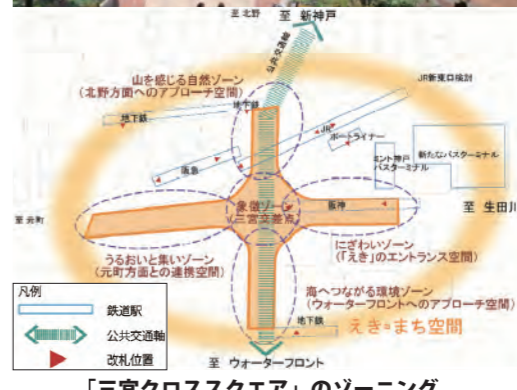 至 北野
至 新神戸
公共交通軸
山を感じる自然ゾーン
（北野方面へのアプローチ空間）
地下鉄
地下鉄
JR新東口検討
JR
ポートライナー
阪急
ミント神戸
バスターミナル
新たなバスターミナル
至 元町
象徴ゾーン
三宮交差点
阪神
至 生田川
うるおいと集いゾーン
（元町方面との連携空間）
にぎわいゾーン
（「えき」のエントランス空間）
海へつながる環境ゾーン
（ウォーターフロントへのアプローチ空間）
地下鉄
えき≈まち空間
凡例
鉄道駅
公共交通軸
改札位置
至 ウォーターフロント
「三宮クロススクエア」のゾーニング